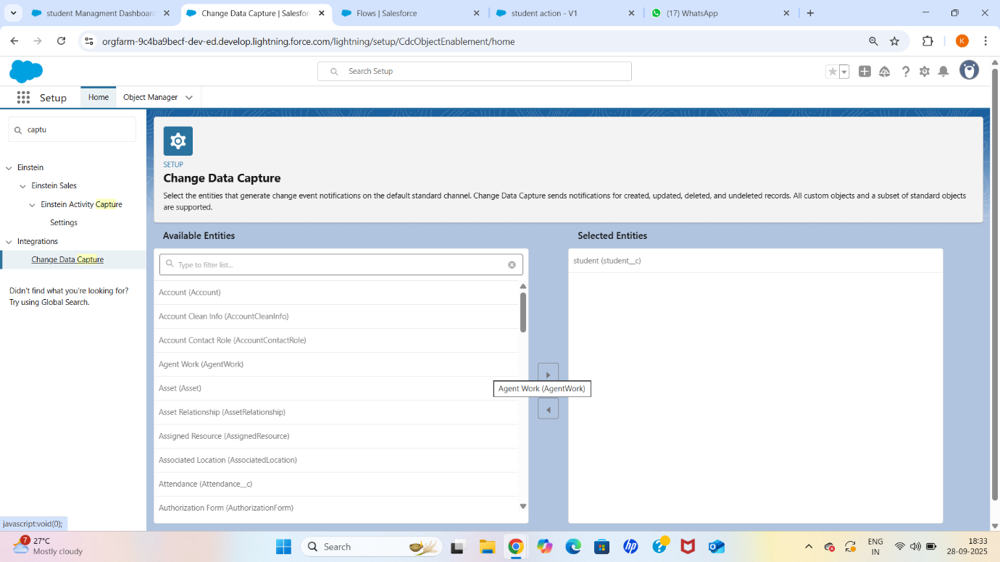 student Managment Dashboard
Change Data Capture | Salesfor
Flows | Salesforce
student action - V1
(17) WhatsApp
orgfarm-9c4ba9becf-dev-ed.develop.lightning.force.com/lightning/setup/CdcObjectEnablement/home
K
Search Setup
Setup
Home
Object Manager
captu
Einstein
Einstein Sales
Einstein Activity Capture
Settings
Integrations
Change Data Capture
Didn't find what you're looking for?
Try using Global Search.
SETUP
Change Data Capture
Select the entities that generate change event notifications on the default standard channel. Change Data Capture sends notifications for created, updated, deleted, and undeleted records. All custom objects and a subset of standard objects
are supported.
Available Entities
Selected Entities
Type to filter list...
student (student__c)
Account (Account)
Account Clean Info (AccountCleanInfo)
Account Contact Role (AccountContactRole)
Agent Work (AgentWork)
Asset (Asset)
Agent Work (AgentWork)
Asset Relationship (AssetRelationship)
Assigned Resource (AssignedResource)
Associated Location (AssociatedLocation)
Attendance (Attendance__c)
Authorization Form (AuthorizationForm)
javascript:void(0);
7
27°C
Mostly cloudy
Search
hp
ENG
IN
18:33
28-09-2025